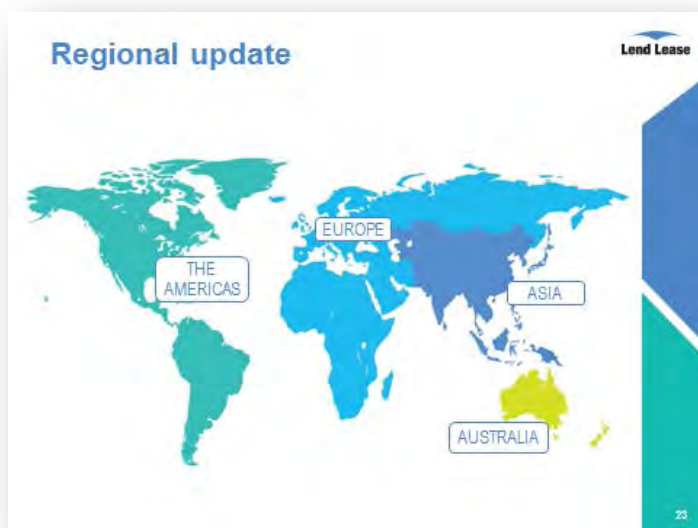 Regional update
Lend Lease
EUROPE
THE
AMERICAS
ASIA
AUSTRALIA
23